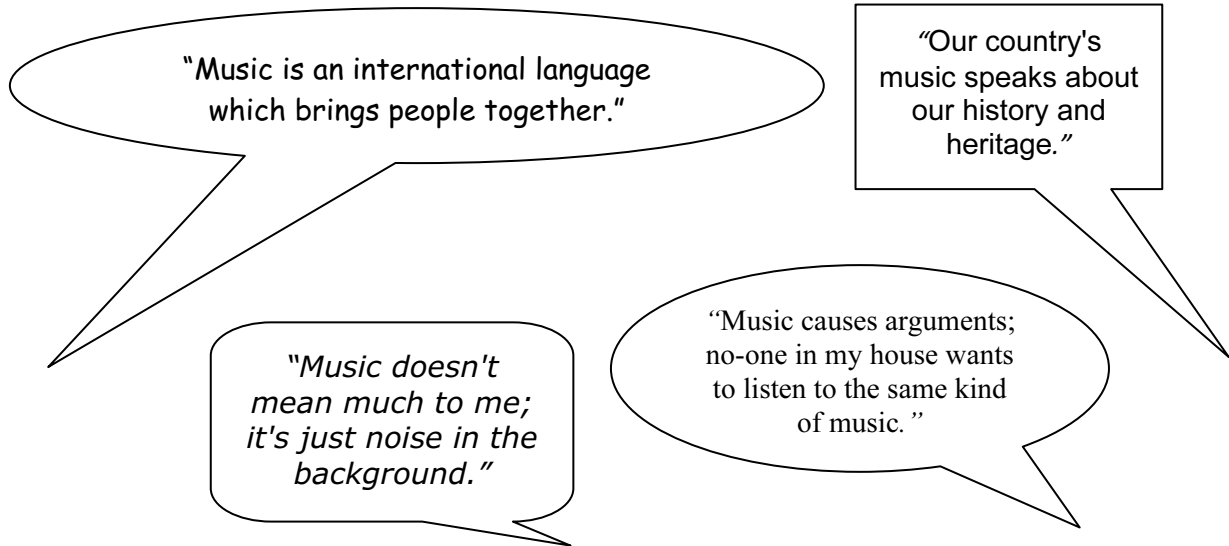 “Music is an international language
which brings people together.”
“Our country's
music speaks about
our history and
heritage.”
“Music doesn't
mean much to me;
it's just noise in the
background.”
“Music causes arguments;
no-one in my house wants
to listen to the same kind
of music.”